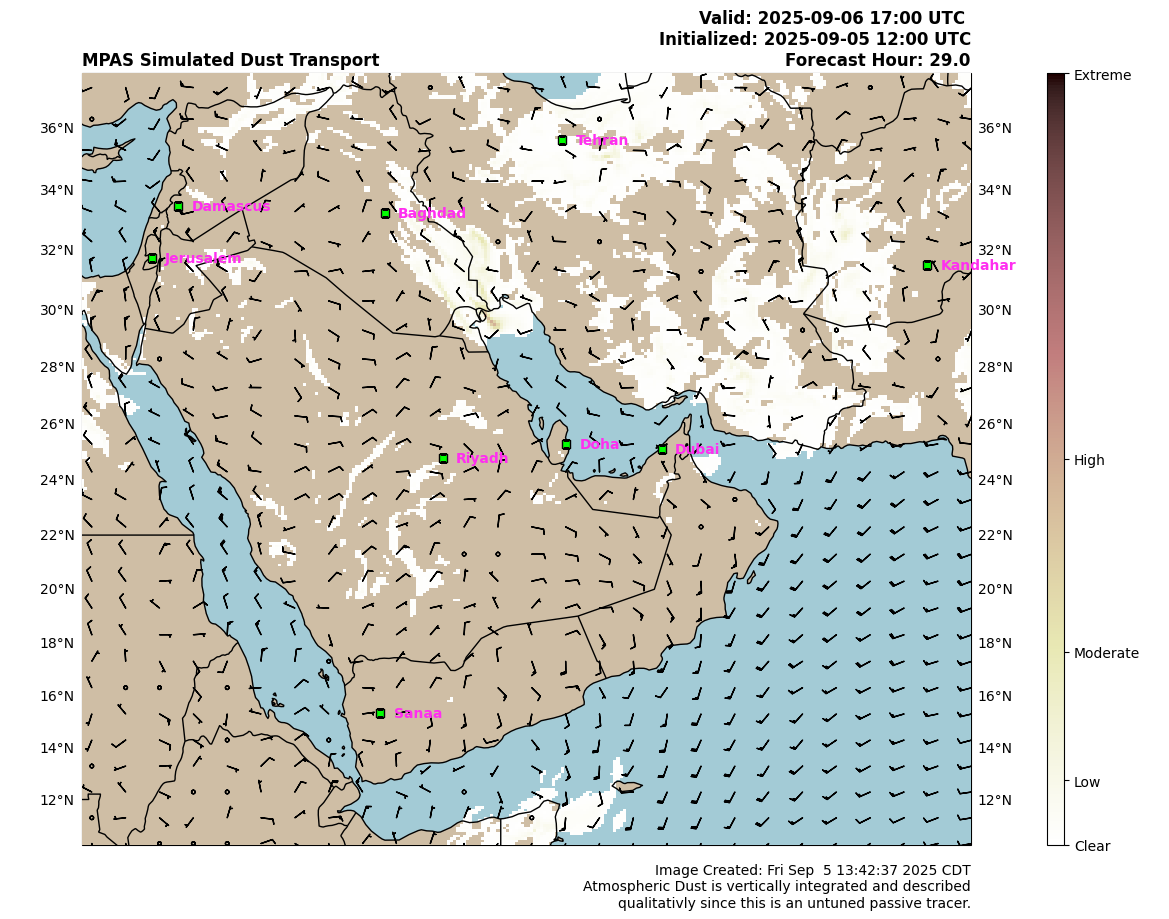 Valid: 2025-09-06 17:00 UTC
Initialized: 2025-09-05 12:00 UTC
MPAS Simulated Dust Transport
Forecast Hour: 29.0
Extreme
36°N
36°N
Tehran
34°N
34°N
Damascus
Baghdad
32°N
32°N
Jerusalem
Kandahar
30°N
30°N
28°N
28°N
26°N
26°N
Doha
Dubai
Riyadh
High
24°N
24°N
22°N
22°N
20°N
20°N
18°N
18°N
Moderate
16°N
16°N
Sanaa
14°N
14°N
Low
12°N
12°N
Clear
Image Created: Fri Sep  5 13:42:37 2025 CDT
Atmospheric Dust is vertically integrated and described
qualitativly since this is an untuned passive tracer.